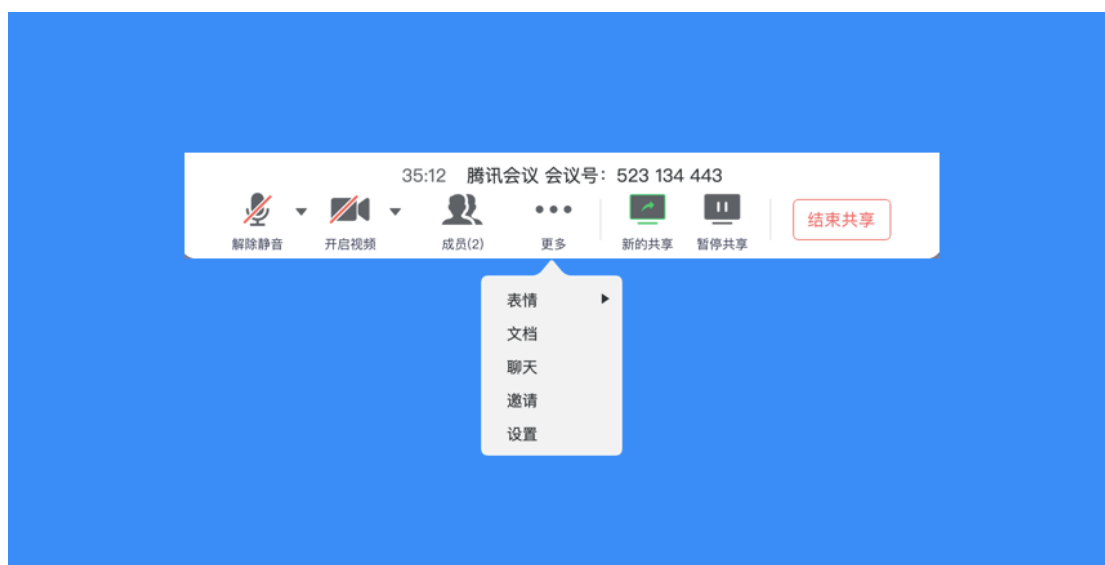 35:12 腾讯会议 会议号：523 134 443
解除静音 开启视频 成员(2) 更多 新的共享 暂停共享 结束共享
表情
文档
聊天
邀请
设置